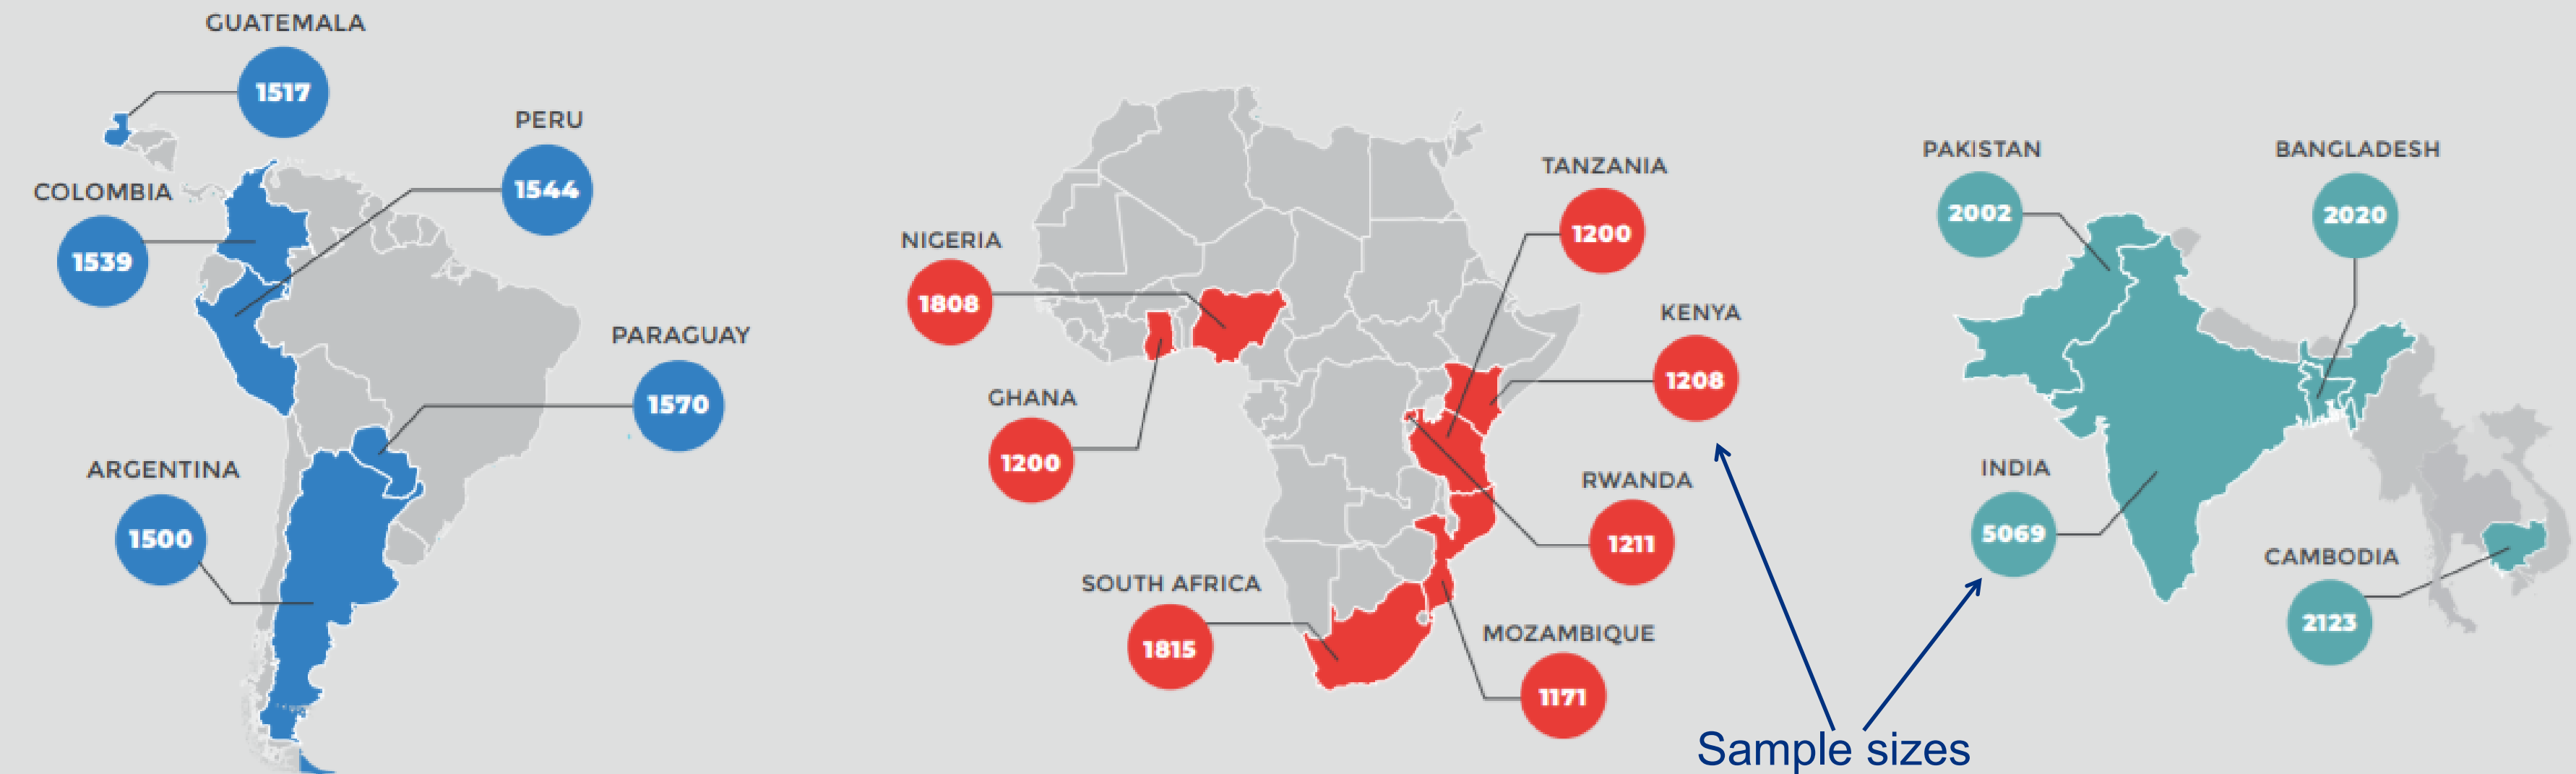 GUATEMALA
1517
PERU
1544
COLOMBIA
1539
PARAGUAY
1570
ARGENTINA
1500
NIGERIA
1808
GHANA
1200
TANZANIA
1200
KENYA
1208
RWANDA
1211
SOUTH AFRICA
1815
MOZAMBIQUE
1171
PAKISTAN
2002
BANGLADESH
2020
INDIA
5069
CAMBODIA
2123
Sample sizes